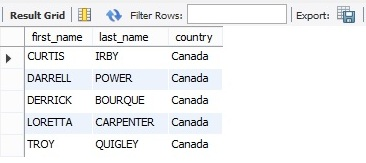 Result Grid Filter Rows: Export:
first_name last_name country
CURTIS IRBY Canada
DARRELL POWER Canada
DERRICK BOURQUE Canada
LORETTA CARPENTER Canada
TROY QUIGLEY Canada